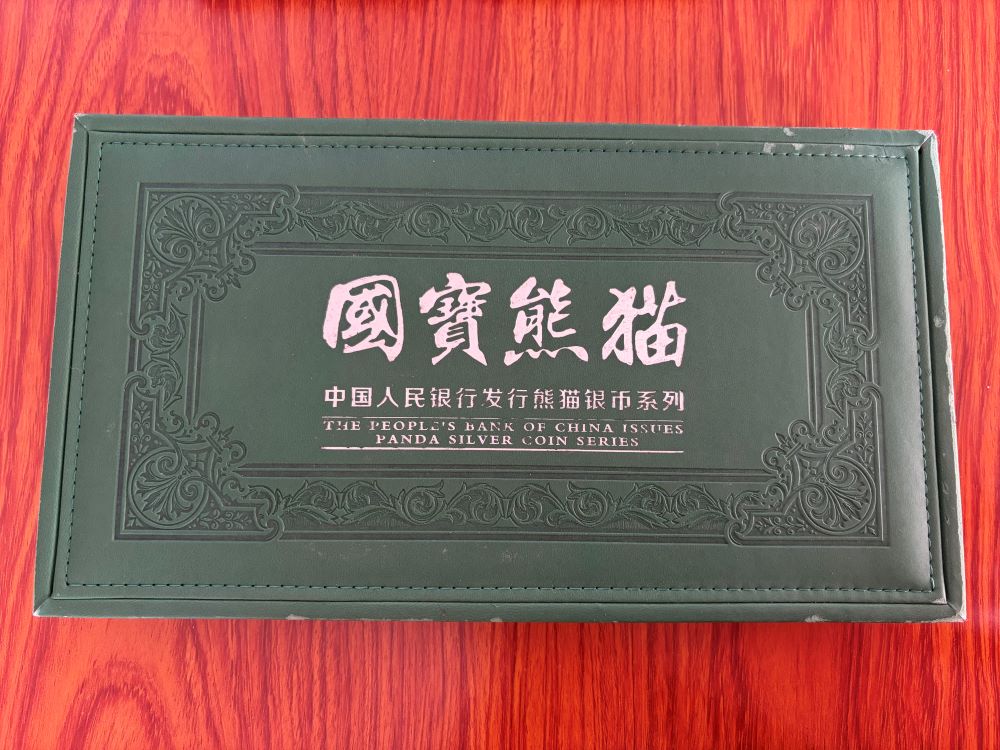 國寶熊猫
中国人民银行发行熊猫银币系列
THE PEOPLE'S BANK OF CHINA ISSUES
PANDA SILVER COIN SERIES